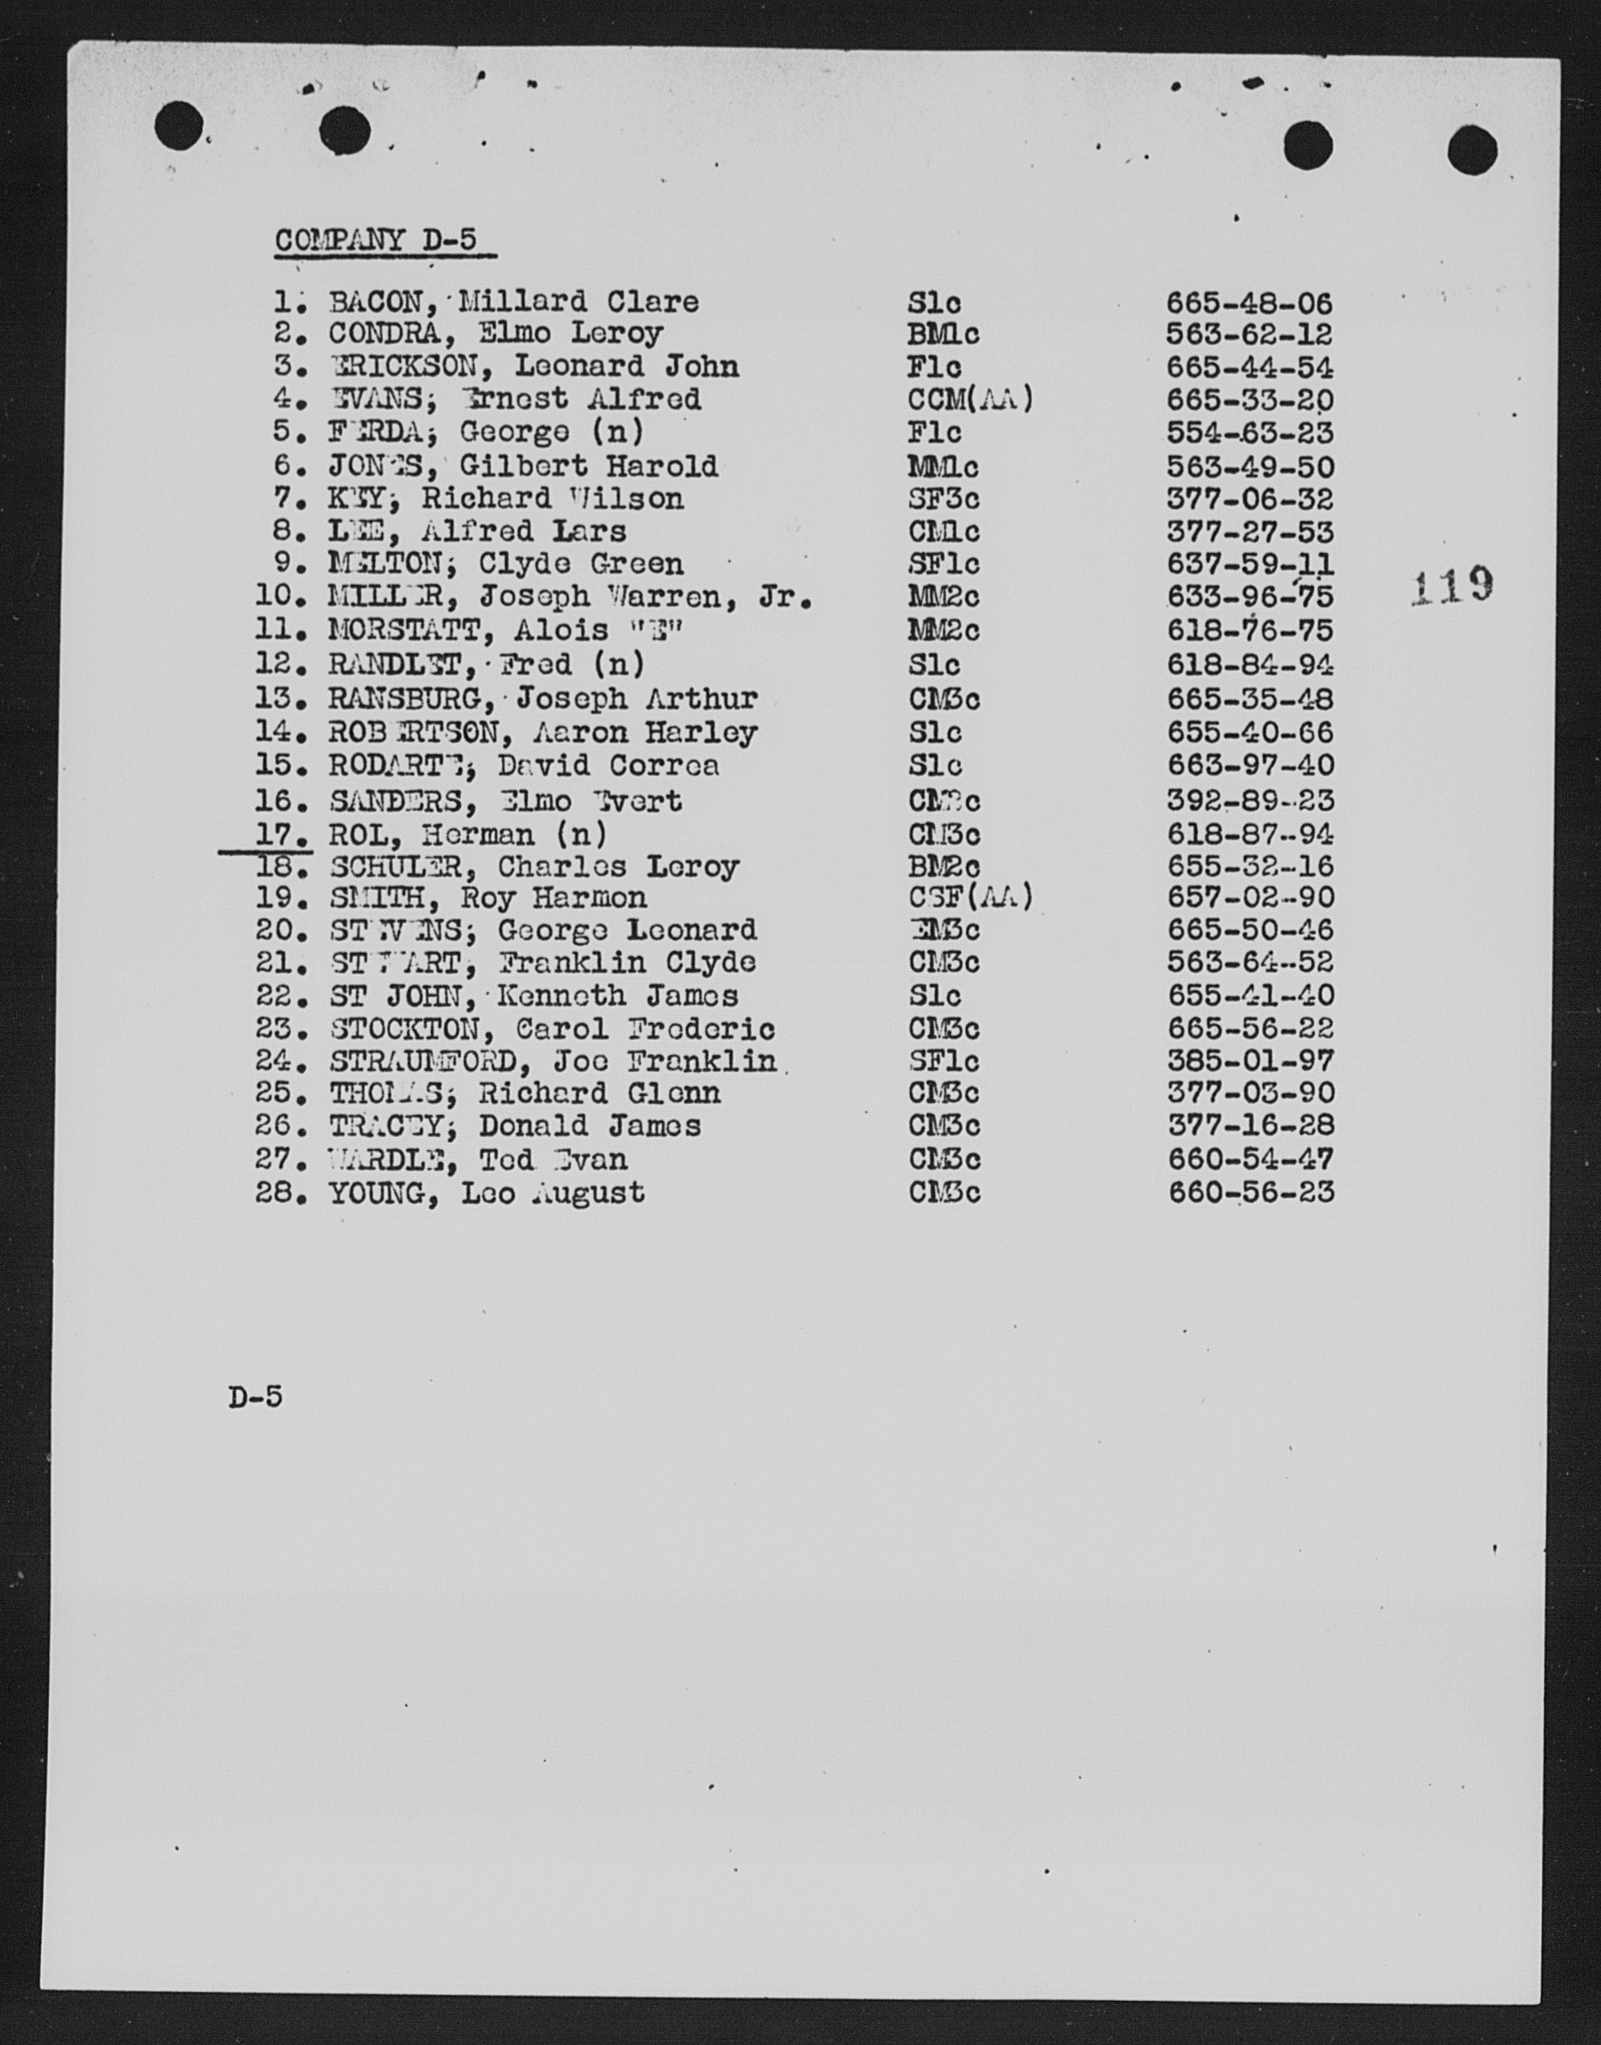 COMPANY D-5
1. BACON, Millard Clare S1c 665-48-06
2. CONDRA, Elmo Leroy BM1c 563-62-12
3. ERICKSON, Leonard John F1c 665-44-54
4. EVANS, Ernest Alfred CCM(AA) 665-33-20
5. FERDA, George (n) F1c 554-63-23
6. JONES, Gilbert Harold MM1c 563-49-50
7. KEY, Richard Wilson SF3c 377-06-32
8. LEE, Alfred Lars CM1c 377-27-53
9. MELTON, Clyde Green SF1c 637-59-11
10. MILLER, Joseph Warren, Jr. MM2c 633-96-75
119
11. MORSTATT, Alois "E" MM2c 618-76-75
12. RANDLET, Fred (n) S1c 618-84-94
13. RANSBURG, Joseph Arthur CM3c 665-35-48
14. ROBERTSON, Aaron Harley S1c 655-40-66
15. RODARTE, David Correa S1c 663-97-40
16. SANDERS, Elmo Evert CM2c 392-89-23
17. ROL, Herman (n) CM3c 618-87-94
18. SCHULER, Charles Leroy BM2c 655-32-16
19. SMITH, Roy Harmon CSF(AA) 657-02-90
20. STEVENS, George Leonard EM3c 665-50-46
21. STEWART, Franklin Clyde CM3c 563-64-52
22. ST JOHN, Kenneth James S1c 655-41-40
23. STOCKTON, Carol Frederic CM3c 665-56-22
24. STRAUMFORD, Joe Franklin SF1c 385-01-97
25. THOMAS, Richard Glenn CM3c 377-03-90
26. TRACEY, Donald James CM3c 377-16-28
27. WARDLE, Ted Evan CM3c 660-54-47
28. YOUNG, Leo August CM3c 660-56-23
D-5